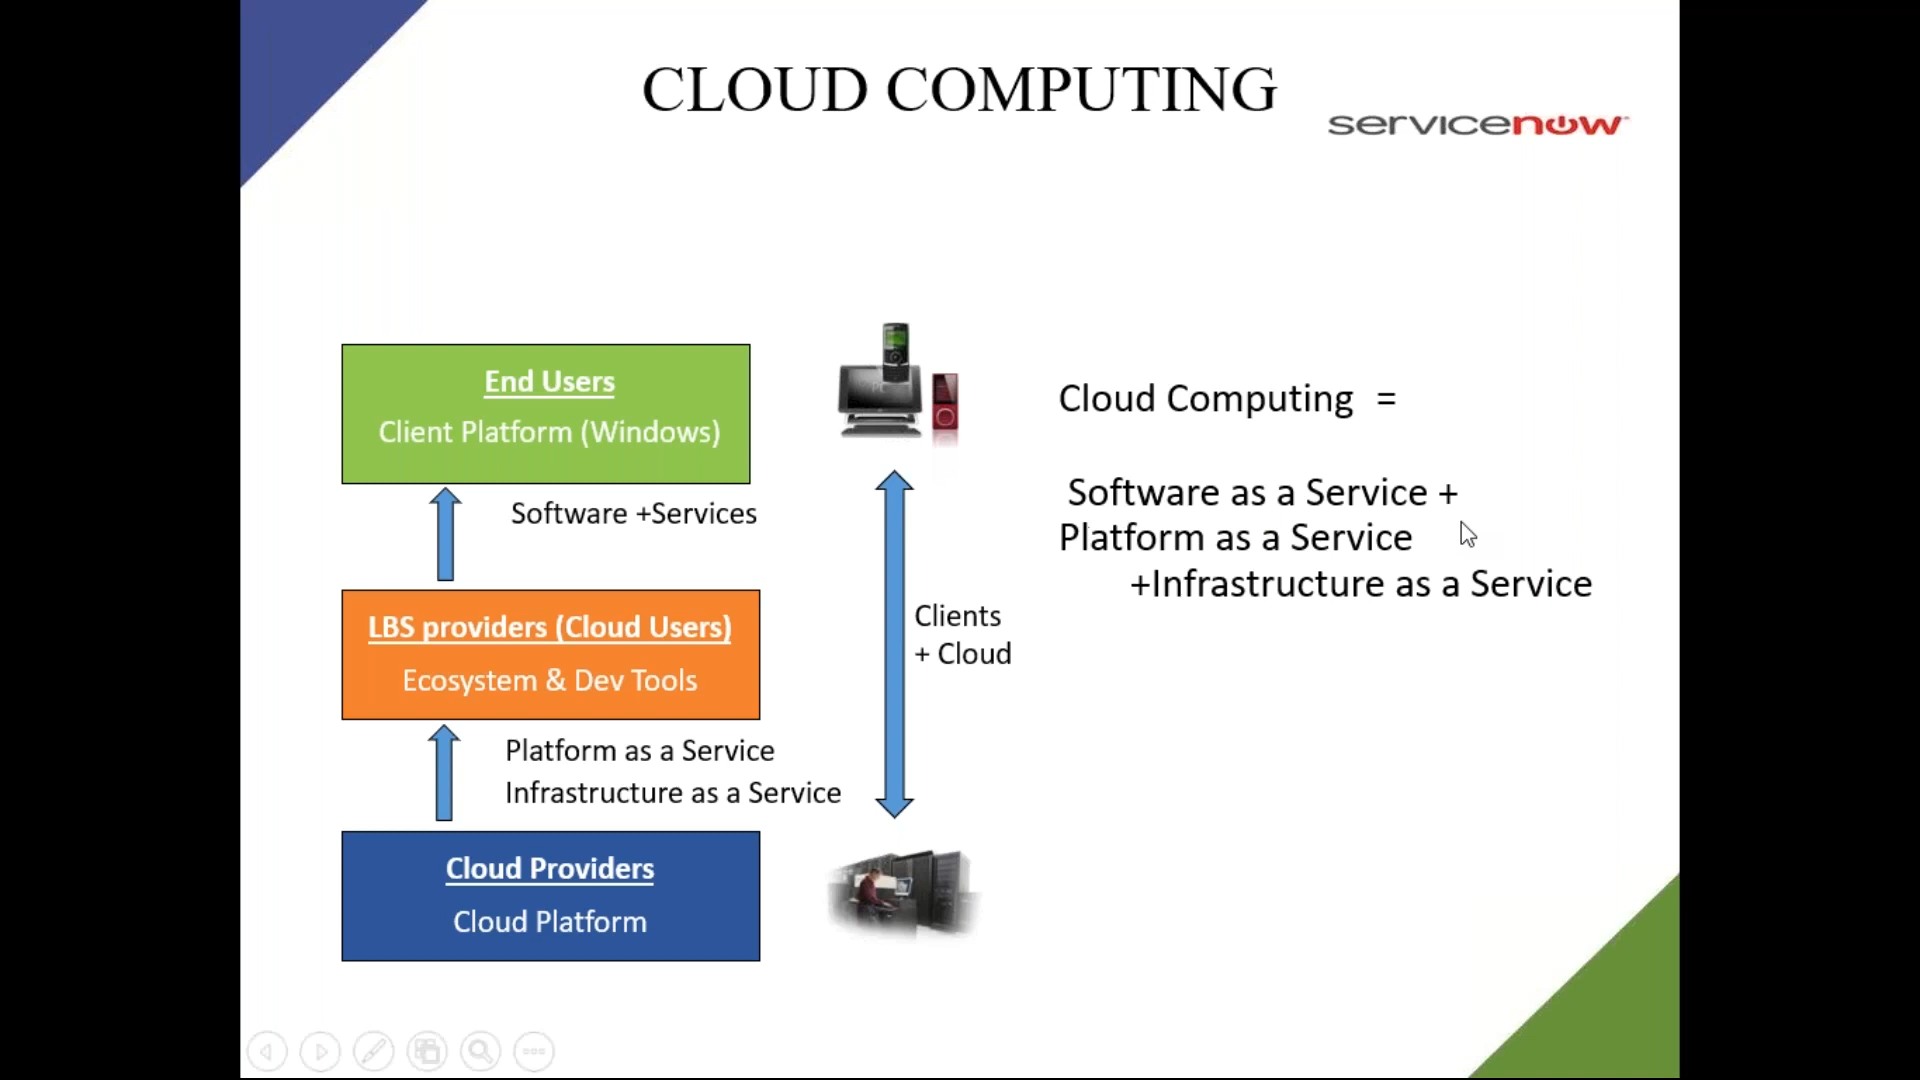 CLOUD COMPUTING
servicenow
End Users
Client Platform (Windows)
Software +Services
LBS providers (Cloud Users)
Ecosystem & Dev Tools
Platform as a Service
Infrastructure as a Service
Cloud Providers
Cloud Platform
Clients
+ Cloud
Cloud Computing =
Software as a Service +
Platform as a Service
+Infrastructure as a Service